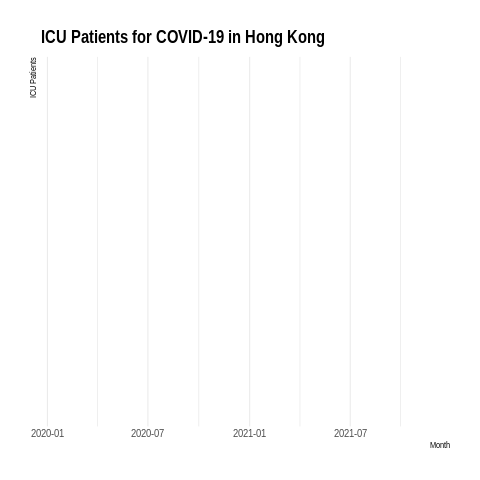 ICU Patients for COVID-19 in Hong Kong
ICU Patients
2020-01 2020-07 2021-01 2021-07
Month